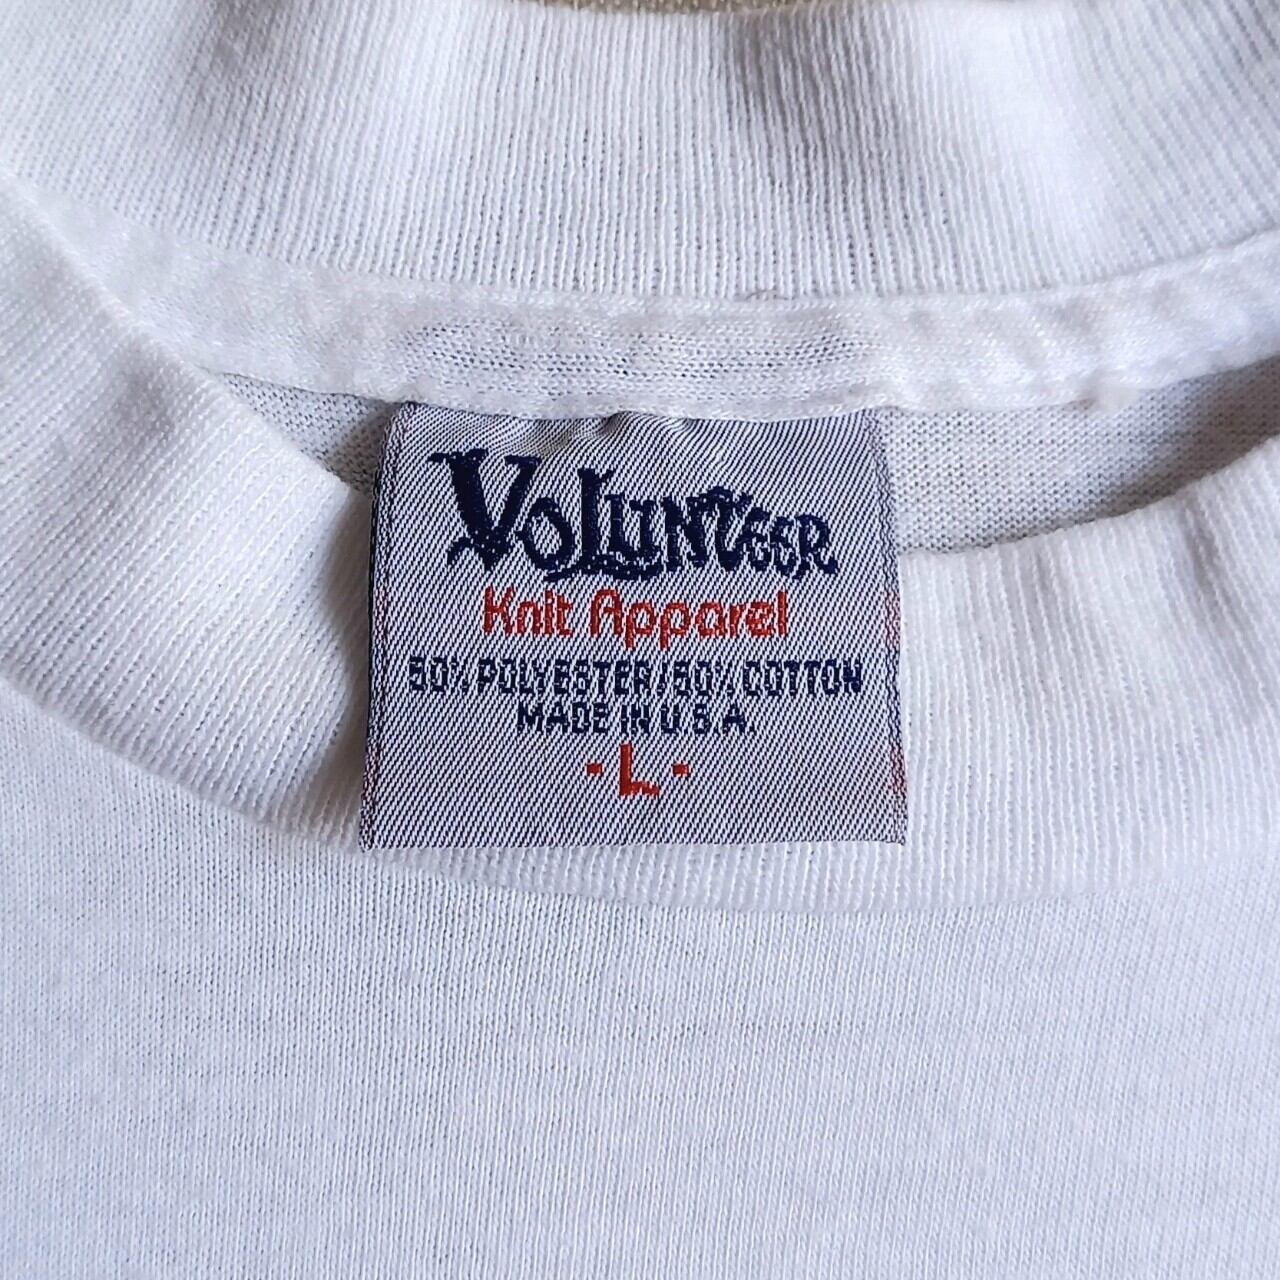 VOLUNTEER
Knit Apparel
50% POLYESTER/50% COTTON
MADE IN U.S.A.
- L -